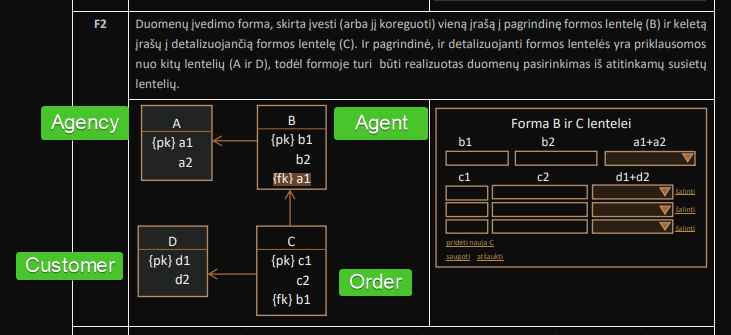 F2
Duomenų įvedimo forma, skirta įvesti (arba jį koreguoti) vieną įrašą į pagrindinę formos lentelę (B) ir keletą
įrašų į detalizuojančią formos lentelę (C). Ir pagrindinė, ir detalizuojanti formos lentelės yra priklausomos
nuo kitų lentelių (A ir D), todėl formoje turi būti realizuotas duomenų pasirinkimas iš atitinkamų susietų
lentelių.
Agency
A
{pk} a1
a2
B
{pk} b1
b2
{fk} a1
Agent
Customer
D
{pk} d1
d2
C
{pk} c1
c2
{fk} b1
Order
Forma B ir C lentelei
b1 b2 a1+a2
c1 c2 d1+d2
šalinti
šalinti
šalinti
pridėti nauja C
saugoti atšaukti